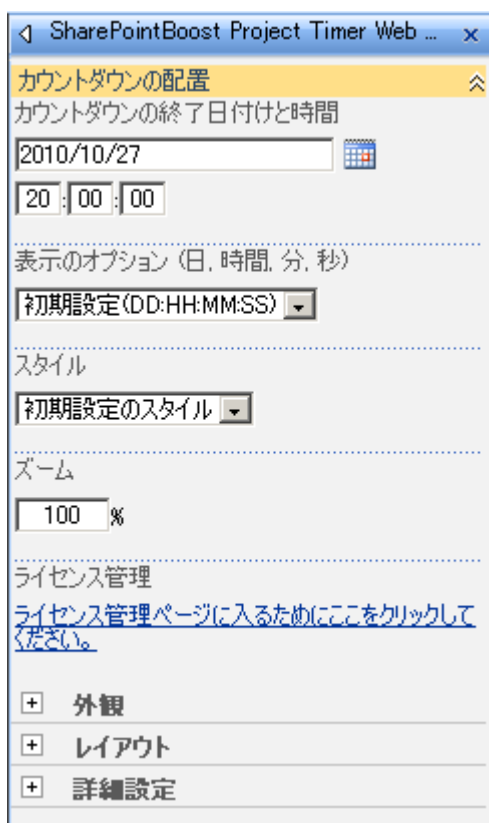 SharePointBoost Project Timer Web ...
カウントダウンの配置
カウントダウンの終了日付けと時間
2010/10/27
20 : 00 : 00
表示のオプション (日, 時間, 分, 秒)
初期設定(DD:HH:MM:SS)
スタイル
初期設定のスタイル
ズーム
100 %
ライセンス管理
ライセンス管理ページに入るためにここをクリックして
ください。
外観
レイアウト
詳細設定